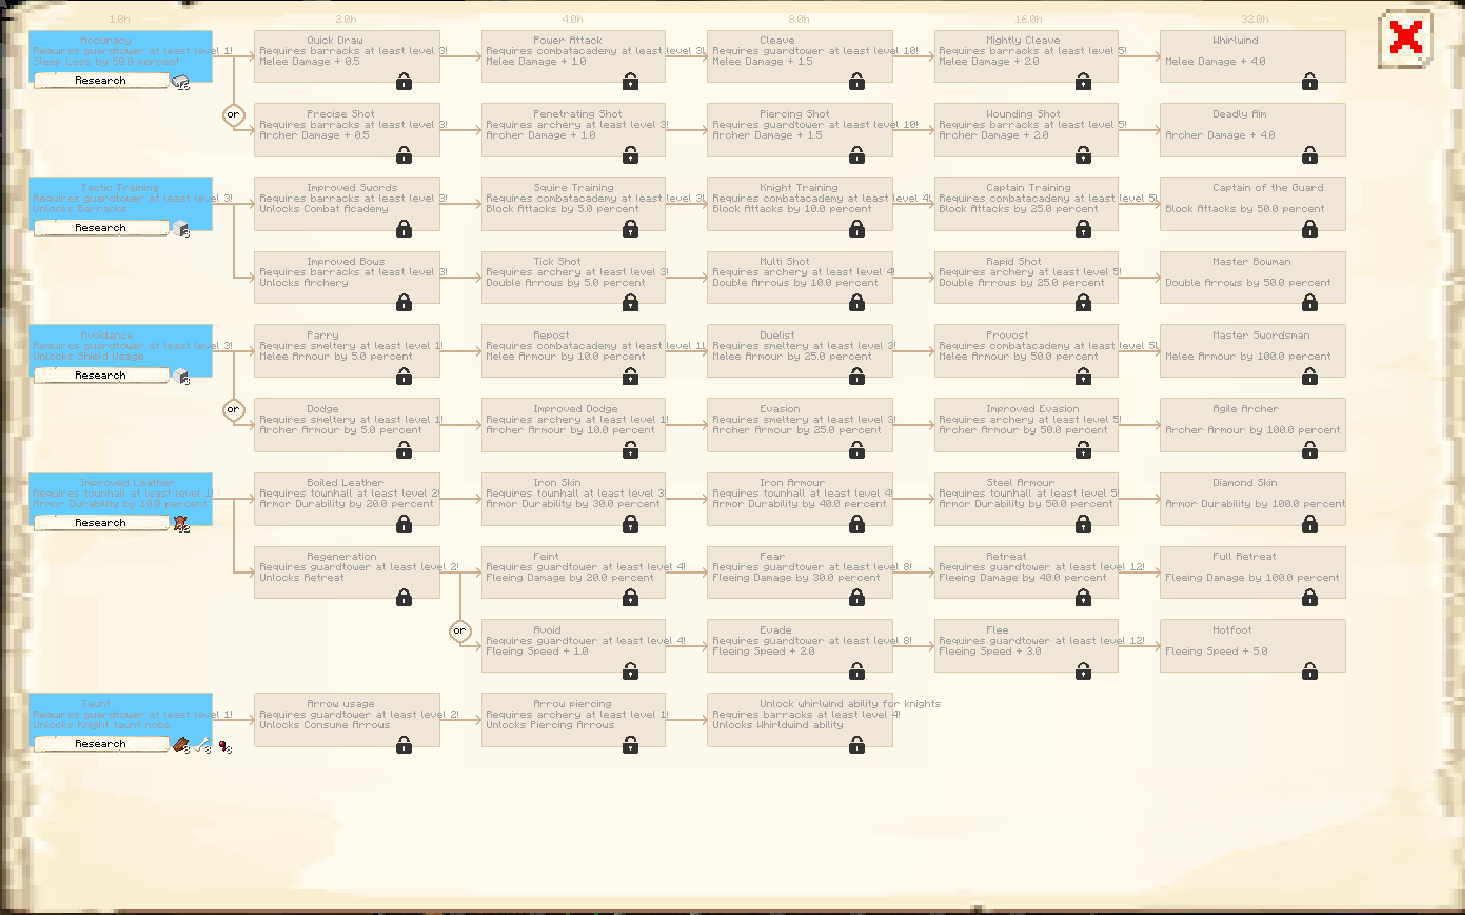 1.0h 2.0h 4.0h 8.0h 16.0h 32.0h
Accuracy
Requires guardtower at least level 1!
Sleep Less by 50.0 percent
Research
12
Quick Draw
Requires barracks at least level 3!
Melee Damage + 0.5
Power Attack
Requires combatacademy at least level 3!
Melee Damage + 1.0
Cleave
Requires guardtower at least level 10!
Melee Damage + 1.5
Mightly Cleave
Requires barracks at least level 5!
Melee Damage + 2.0
Whirlwind
Melee Damage + 4.0
or
Precise Shot
Requires barracks at least level 3!
Archer Damage + 0.5
Penetrating Shot
Requires archery at least level 3!
Archer Damage + 1.0
Piercing Shot
Requires guardtower at least level 10!
Archer Damage + 1.5
Wounding Shot
Requires barracks at least level 5!
Archer Damage + 2.0
Deadly Aim
Archer Damage + 4.0
Tactic Training
Requires guardtower at least level 3!
Unlocks Barracks
Research
3
Improved Swords
Requires barracks at least level 3!
Unlocks Combat Academy
Squire Training
Requires combatacademy at least level 3!
Block Attacks by 5.0 percent
Knight Training
Requires combatacademy at least level 4!
Block Attacks by 10.0 percent
Captain Training
Requires combatacademy at least level 5!
Block Attacks by 25.0 percent
Captain of the Guard
Block Attacks by 50.0 percent
Improved Bows
Requires barracks at least level 3!
Unlocks Archery
Tick Shot
Requires archery at least level 3!
Double Arrows by 5.0 percent
Multi Shot
Requires archery at least level 4!
Double Arrows by 10.0 percent
Rapid Shot
Requires archery at least level 5!
Double Arrows by 25.0 percent
Master Bowman
Double Arrows by 50.0 percent
Avoidance
Requires guardtower at least level 3!
Unlocks Shield Usage
Research
3
Parry
Requires smeltery at least level 1!
Melee Armour by 5.0 percent
Repost
Requires combatacademy at least level 1!
Melee Armour by 10.0 percent
Duelist
Requires smeltery at least level 3!
Melee Armour by 25.0 percent
Provost
Requires combatacademy at least level 5!
Melee Armour by 50.0 percent
Master Swordsman
Melee Armour by 100.0 percent
or
Dodge
Requires smeltery at least level 1!
Archer Armour by 5.0 percent
Improved Dodge
Requires archery at least level 1!
Archer Armour by 10.0 percent
Evasion
Requires smeltery at least level 3!
Archer Armour by 25.0 percent
Improved Evasion
Requires archery at least level 5!
Archer Armour by 50.0 percent
Agile Archer
Archer Armour by 100.0 percent
Improved Leather
Requires townhall at least level 1!
Armor Durability by 10.0 percent
Research
32
Boiled Leather
Requires townhall at least level 2!
Armor Durability by 20.0 percent
Iron Skin
Requires townhall at least level 3!
Armor Durability by 30.0 percent
Iron Armour
Requires townhall at least level 4!
Armor Durability by 40.0 percent
Steel Armour
Requires townhall at least level 5!
Armor Durability by 50.0 percent
Diamond Skin
Armor Durability by 100.0 percent
Regeneration
Requires guardtower at least level 2!
Unlocks Retreat
Feint
Requires guardtower at least level 4!
Fleeing Damage by 20.0 percent
Fear
Requires guardtower at least level 8!
Fleeing Damage by 30.0 percent
Retreat
Requires guardtower at least level 12!
Fleeing Damage by 40.0 percent
Full Retreat
Fleeing Damage by 100.0 percent
or
Avoid
Requires guardtower at least level 4!
Fleeing Speed + 1.0
Evade
Requires guardtower at least level 8!
Fleeing Speed + 2.0
Flee
Requires guardtower at least level 12!
Fleeing Speed + 3.0
Hotfoot
Fleeing Speed + 5.0
Taunt
Requires guardtower at least level 1!
Unlocks Knight taunt mobs
Research
8 8 8
Arrow usage
Requires guardtower at least level 2!
Unlocks Consume Arrows
Arrow piercing
Requires archery at least level 1!
Unlocks Piercing Arrows
Unlock whirlwind ability for knights
Requires barracks at least level 4!
Unlocks Whirldwind ability